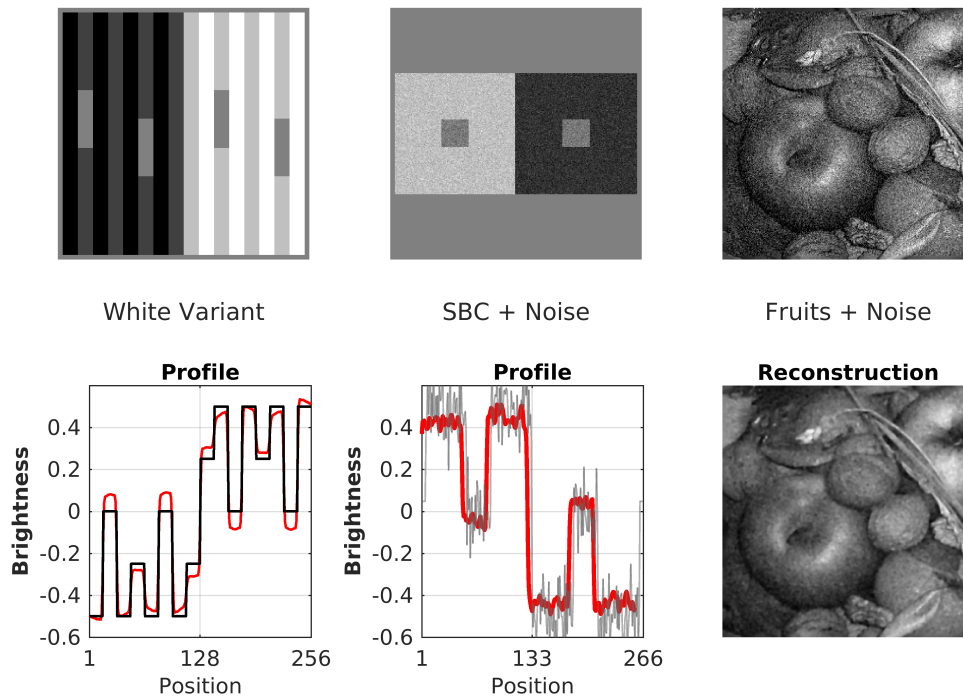 White Variant
SBC + Noise
Fruits + Noise
Profile
Brightness
0.4
0.2
0
-0.2
-0.4
-0.6
1
128
256
Position
Profile
Brightness
0.4
0.2
0
-0.2
-0.4
-0.6
1
133
266
Position
Reconstruction